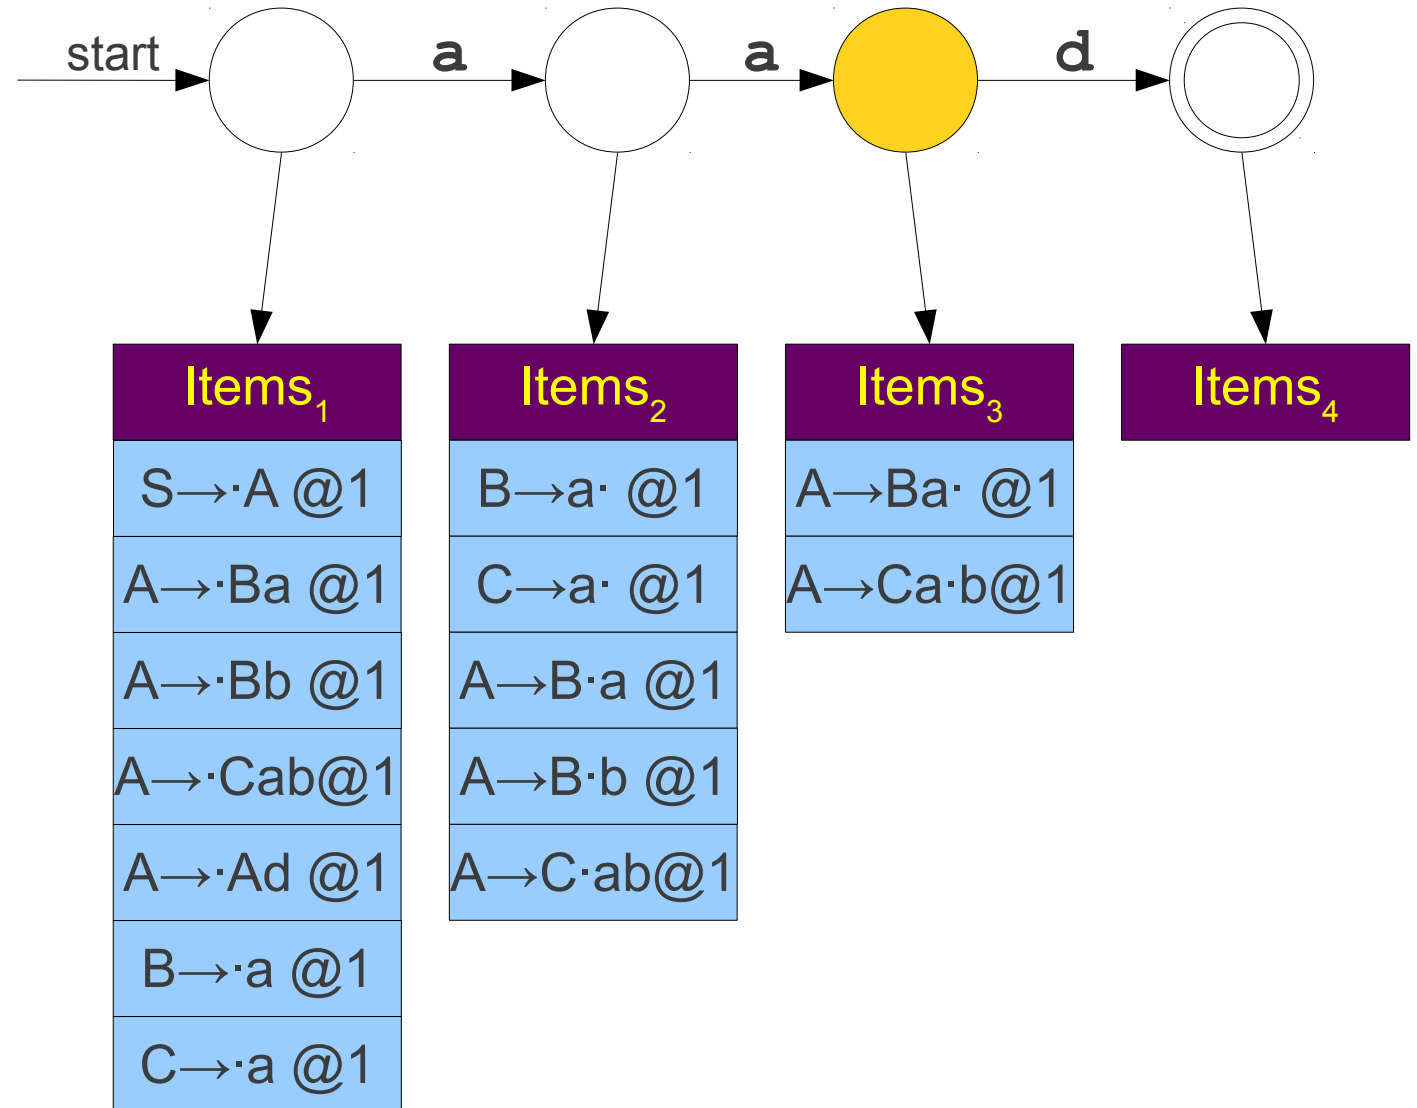 start a a d
Items1 Items2 Items3 Items4
S→·A @1 B→a· @1 A→Ba· @1
A→·Ba @1 C→a· @1 A→Ca·b@1
A→·Bb @1 A→B·a @1
A→·Cab@1 A→B·b @1
A→·Ad @1 A→C·ab@1
B→·a @1
C→·a @1